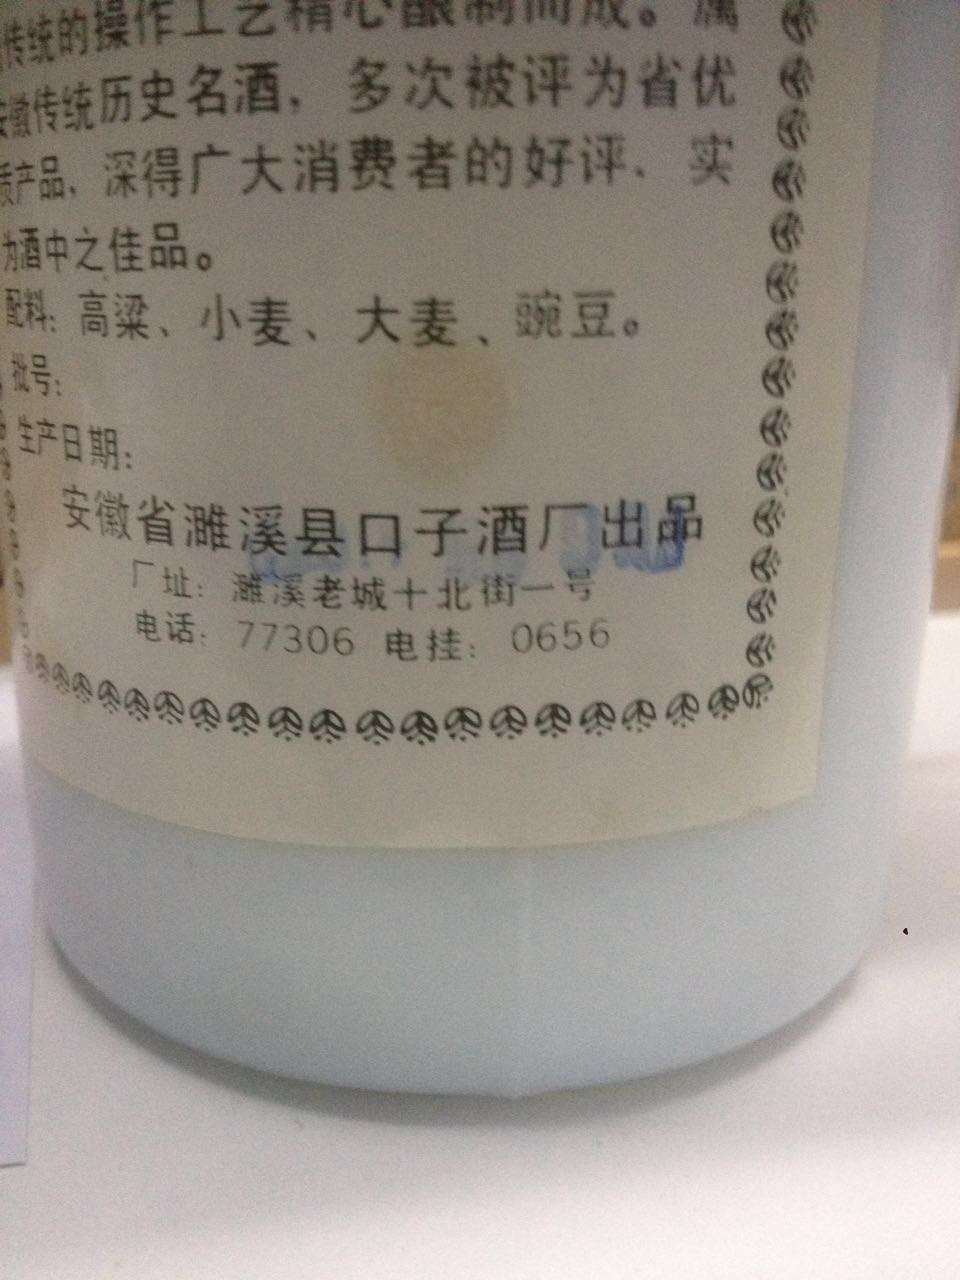 传统的操作工艺精心酿制而成。属
安徽传统历史名酒，多次被评为省优
质产品，深得广大消费者的好评、实
为酒中之佳品。
配料：高粱、小麦、大麦、豌豆。
批号：
生产日期：
安徽省濉溪县口子酒厂出品
厂址：濉溪老城十北街一号
电话：77306 电挂：0656